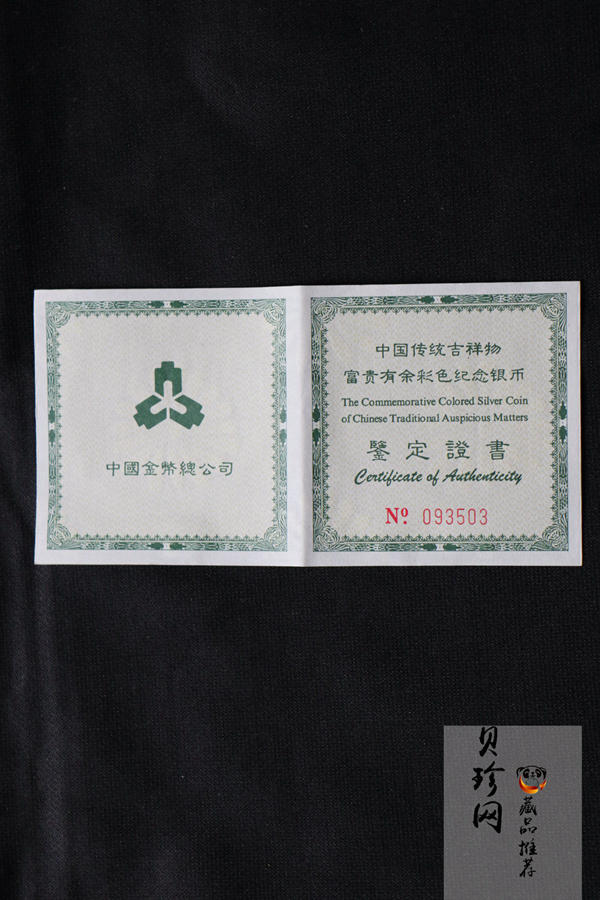 中國金幣總公司
中国传统吉祥物
富贵有余彩色纪念银币
The Commemorative Colored Silver Coin
of Chinese Traditional Auspicious Matters
鑒定證書
Certificate of Authenticity
Nº 093503
贝珍网
藏品推荐